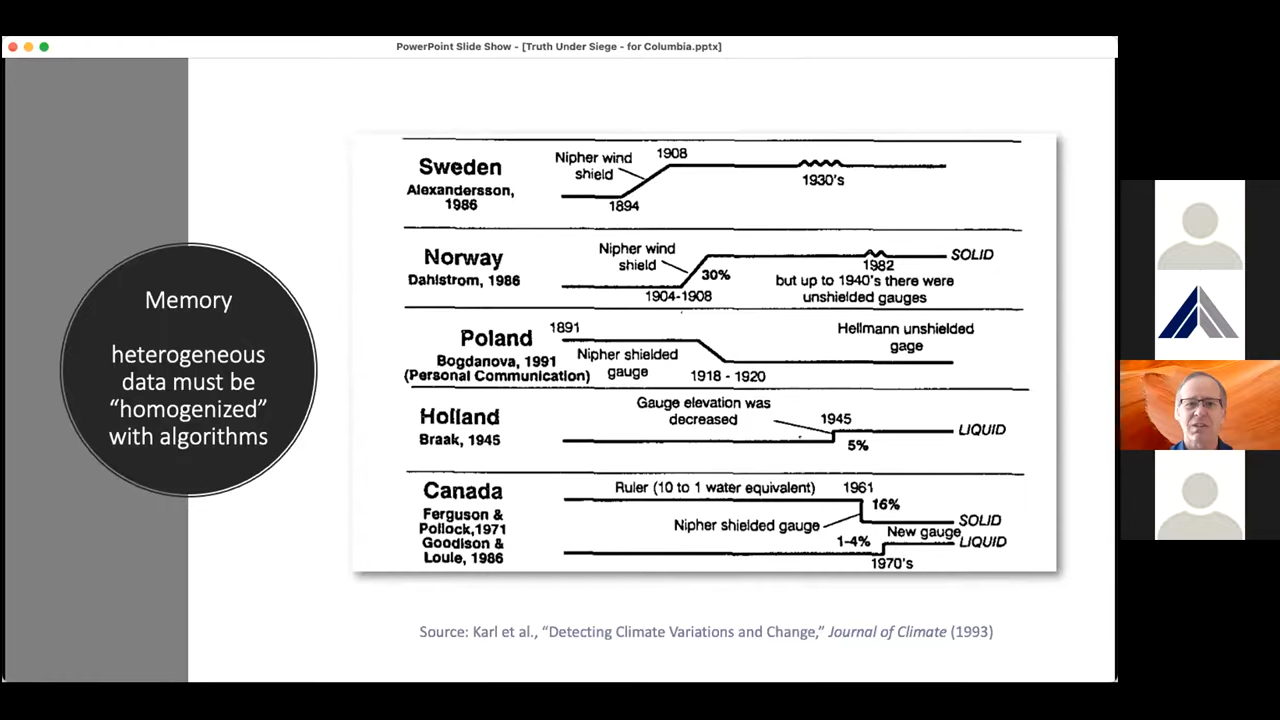 PowerPoint Slide Show - [Truth Under Siege - for Columbia.pptx]
Memory
heterogeneous
data must be
“homogenized”
with algorithms
Sweden
Alexandersson,
1986
Nipher wind
shield
1908
1894
1930's
Norway
Dahlstrom, 1986
Nipher wind
shield
30%
1904-1908
1982
SOLID
but up to 1940's there were
unshielded gauges
Poland
Bogdanova, 1991
(Personal Communication)
1891
Nipher shielded
gauge
1918 - 1920
Hellmann unshielded
gage
Holland
Braak, 1945
Gauge elevation was
decreased
1945
5%
LIQUID
Canada
Ferguson &
Pollock,1971
Goodison &
Louie, 1986
Ruler (10 to 1 water equivalent)
1961
16%
Nipher shielded gauge
SOLID
New gauge
1-4%
LIQUID
1970's
Source: Karl et al., “Detecting Climate Variations and Change,” Journal of Climate (1993)